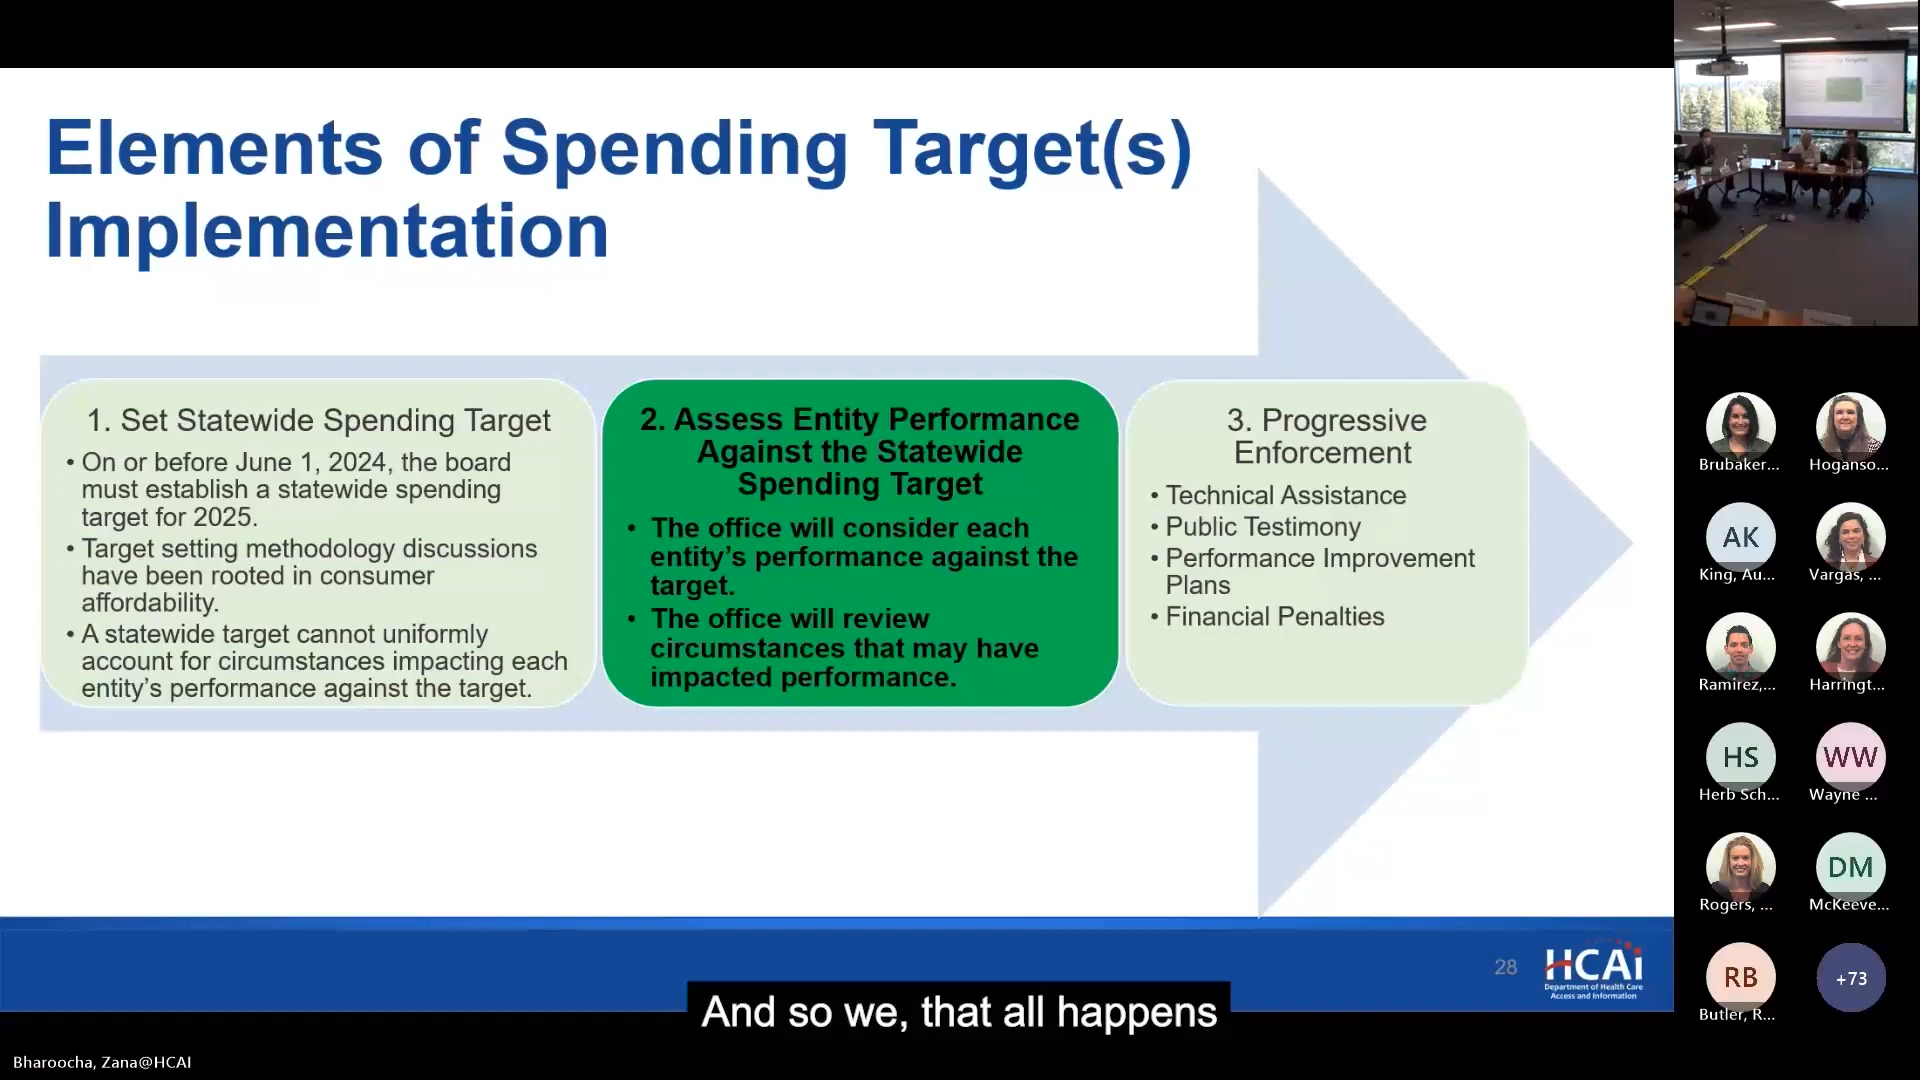 Elements of Spending Target(s)
Implementation
1. Set Statewide Spending Target
• On or before June 1, 2024, the board
must establish a statewide spending
target for 2025.
• Target setting methodology discussions
have been rooted in consumer
affordability.
• A statewide target cannot uniformly
account for circumstances impacting each
entity's performance against the target.
2. Assess Entity Performance
Against the Statewide
Spending Target
• The office will consider each
entity's performance against the
target.
• The office will review
circumstances that may have
impacted performance.
3. Progressive
Enforcement
• Technical Assistance
• Public Testimony
• Performance Improvement
Plans
• Financial Penalties
28
HCAi
Department of Health Care
Access and Information
And so we, that all happens
Bharoocha, Zana@HCAI
Brubaker...
Hoganso...
AK
King, Au...
Vargas, ...
Ramirez,...
Harringt...
HS
Herb Sch...
WW
Wayne ...
Rogers, ...
DM
McKeeve...
RB
Butler, R...
+73